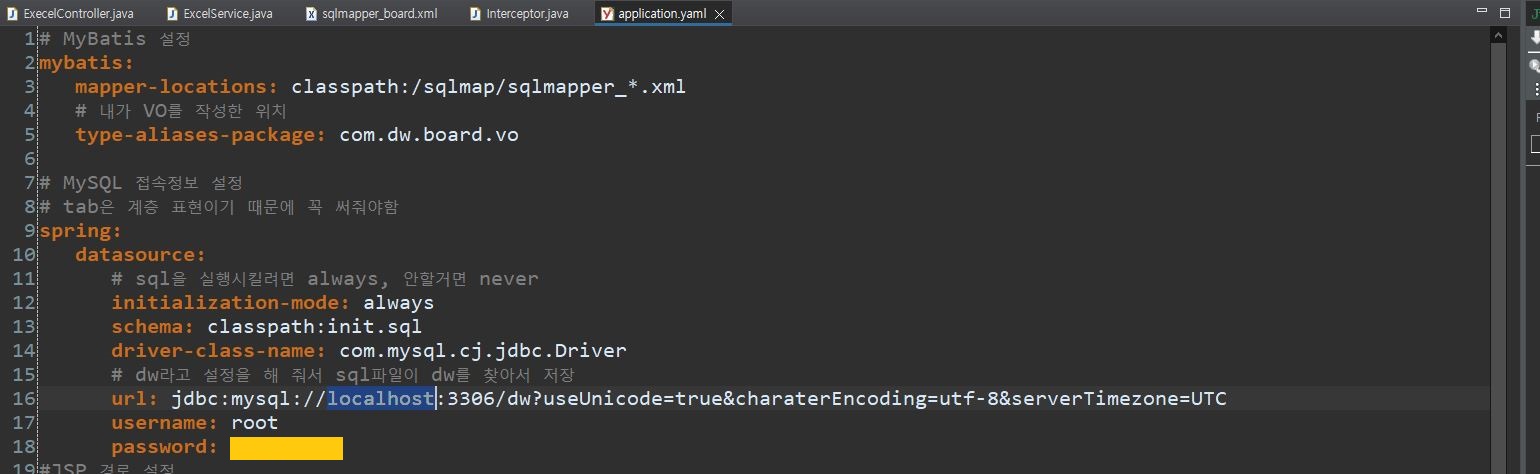 ExecelController.java ExcelService.java sqlmapper_board.xml Interceptor.java application.yaml
1 # MyBatis 설정
2 mybatis:
3 mapper-locations: classpath:/sqlmap/sqlmapper_*.xml
4 # 내가 VO를 작성한 위치
5 type-aliases-package: com.dw.board.vo
6
7 # MySQL 접속정보 설정
8 # tab은 계층 표현이기 때문에 꼭 써줘야함
9 spring:
10 datasource:
11 # sql을 실행시킬려면 always, 안할거면 never
12 initialization-mode: always
13 schema: classpath:init.sql
14 driver-class-name: com.mysql.cj.jdbc.Driver
15 # dw라고 설정을 해 줘서 sql파일이 dw를 찾아서 저장
16 url: jdbc:mysql://localhost:3306/dw?useUnicode=true&charaterEncoding=utf-8&serverTimezone=UTC
17 username: root
18 password:
19 #JSP 경로 설정